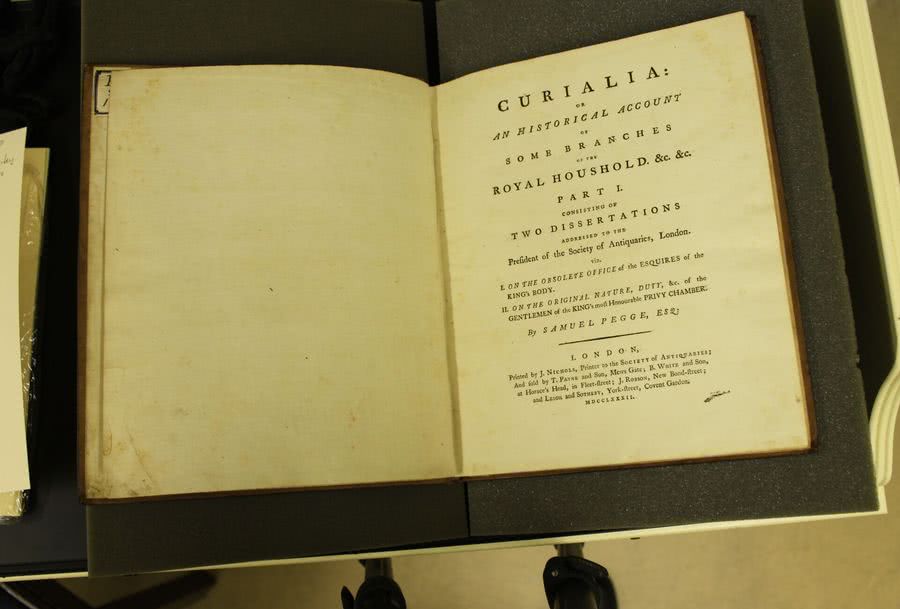 CURIALIA:
OR
AN HISTORICAL ACCOUNT
OF
SOME BRANCHES
OF THE
ROYAL HOUSHOLD. &c. &c.
PART I.
CONSISTING OF
TWO DISSERTATIONS
ADDRESSED TO THE
Preſident of the Society of Antiquaries, London.
VIZ.
I. ON THE OBSOLETE OFFICE of the ESQUIRES of the
KING's BODY.
II. ON THE ORIGINAL NATURE, DUTY, &c. of the
GENTLEMEN of the KING's moſt Honourable PRIVY CHAMBER.
By SAMUEL PEGGE, ESQ;
LONDON,
Printed by J. NICHOLS, Printer to the SOCIETY of ANTIQUARIES;
And ſold by T. PAYNE and SON, Mews Gate; B. WHITE and SON,
at Horace's Head, in Fleet-ſtreet; J. ROBSON, New Bond-ſtreet;
and LEIGH and SOTHEBY, York-ſtreet, Covent Garden.
MDCCLXXXII.